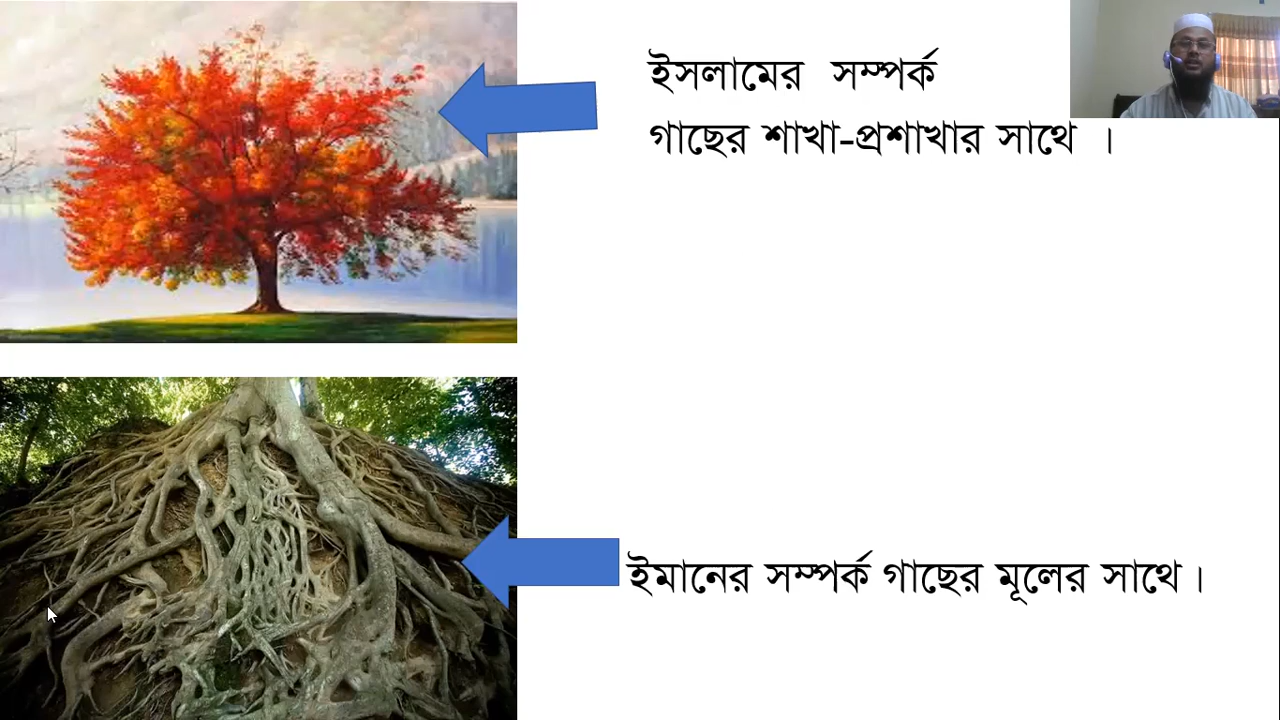 ইসলামের সম্পর্ক
গাছের শাখা-প্রশাখার সাথে ।
ইমানের সম্পর্ক গাছের মূলের সাথে।